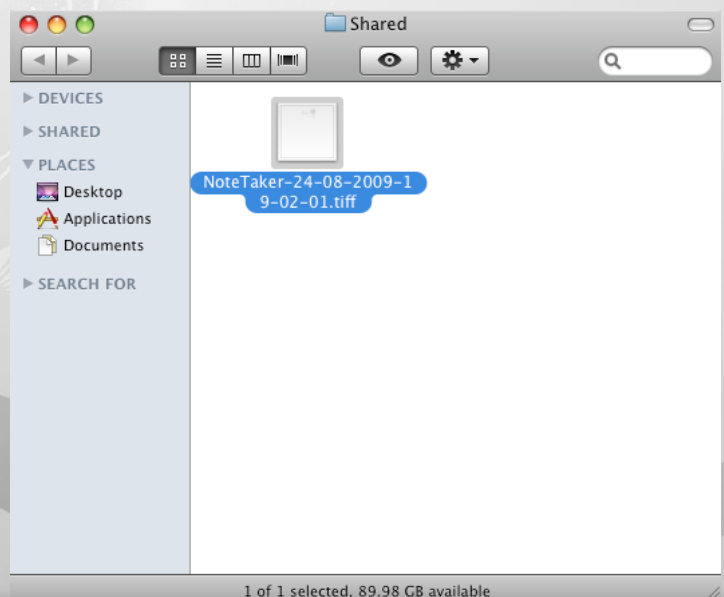 Shared
DEVICES
SHARED
PLACES
Desktop
Applications
Documents
SEARCH FOR
NoteTaker-24-08-2009-1
9-02-01.tiff
1 of 1 selected, 89.98 GB available